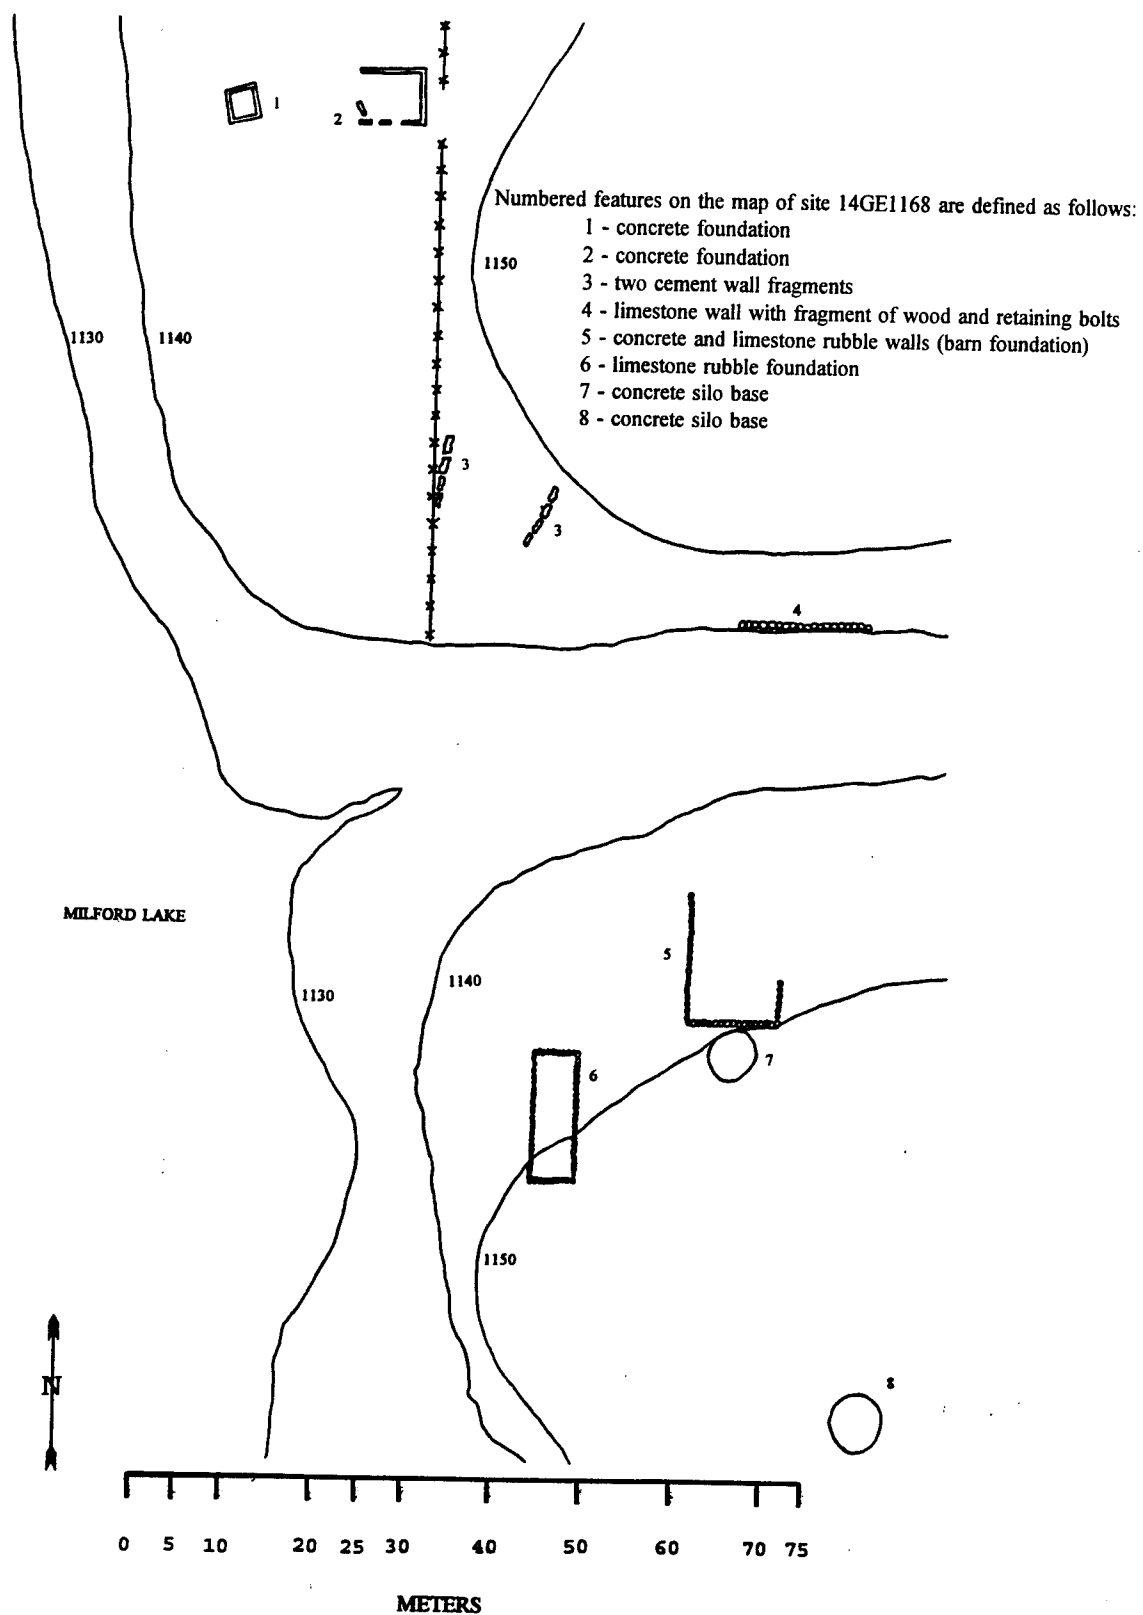 1
2
Numbered features on the map of site 14GE1168 are defined as follows:
1 - concrete foundation
2 - concrete foundation
3 - two cement wall fragments
4 - limestone wall with fragment of wood and retaining bolts
5 - concrete and limestone rubble walls (barn foundation)
6 - limestone rubble foundation
7 - concrete silo base
8 - concrete silo base
1150
1130
1140
3
3
4
MILFORD LAKE
5
1130
1140
7
6
1150
N
8
0 5 10 20 25 30 40 50 60 70 75
METERS